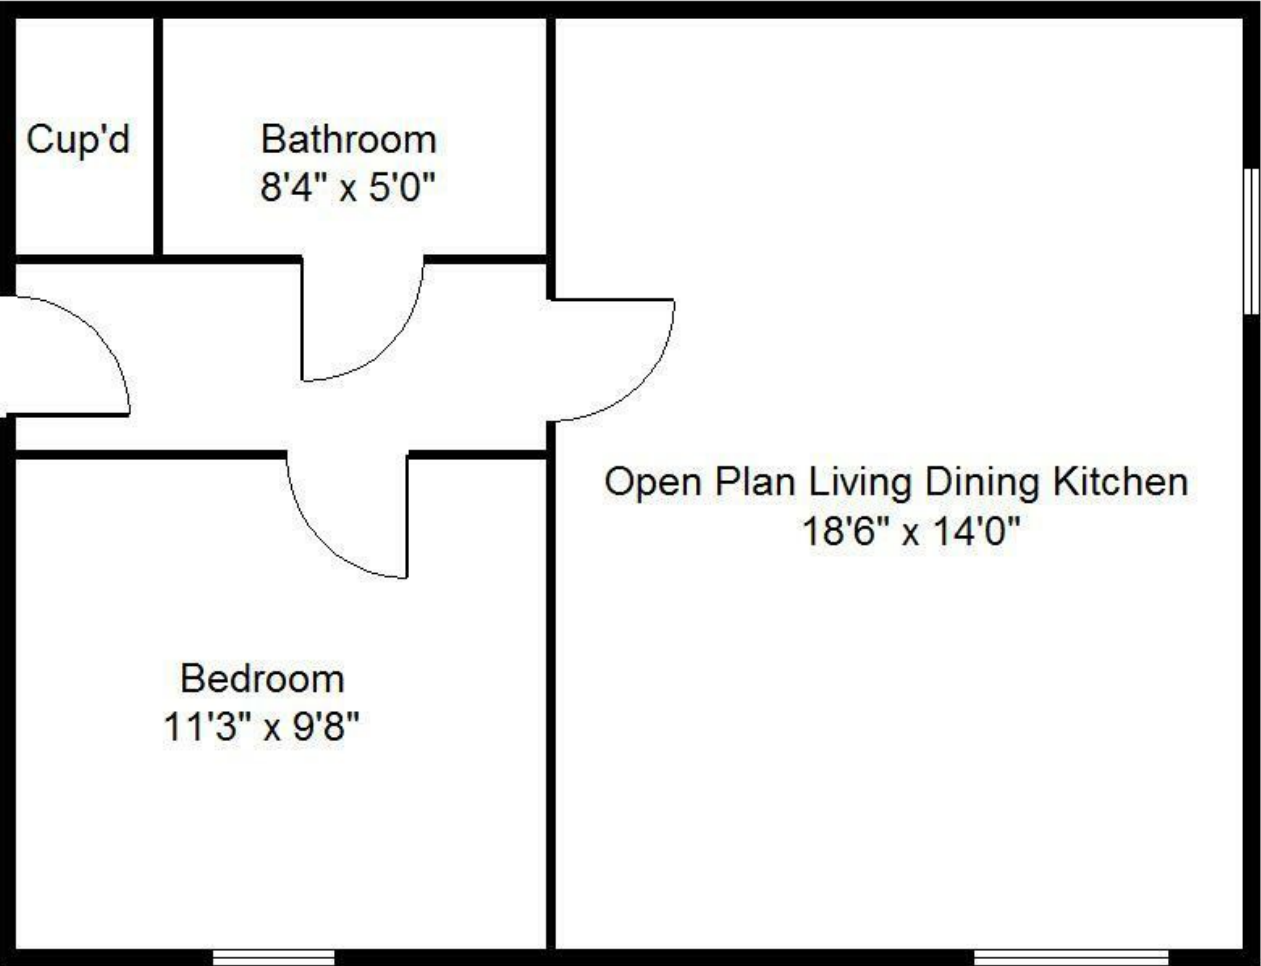 Cup'd
Bathroom
8'4" x 5'0"
Open Plan Living Dining Kitchen
18'6" x 14'0"
Bedroom
11'3" x 9'8"